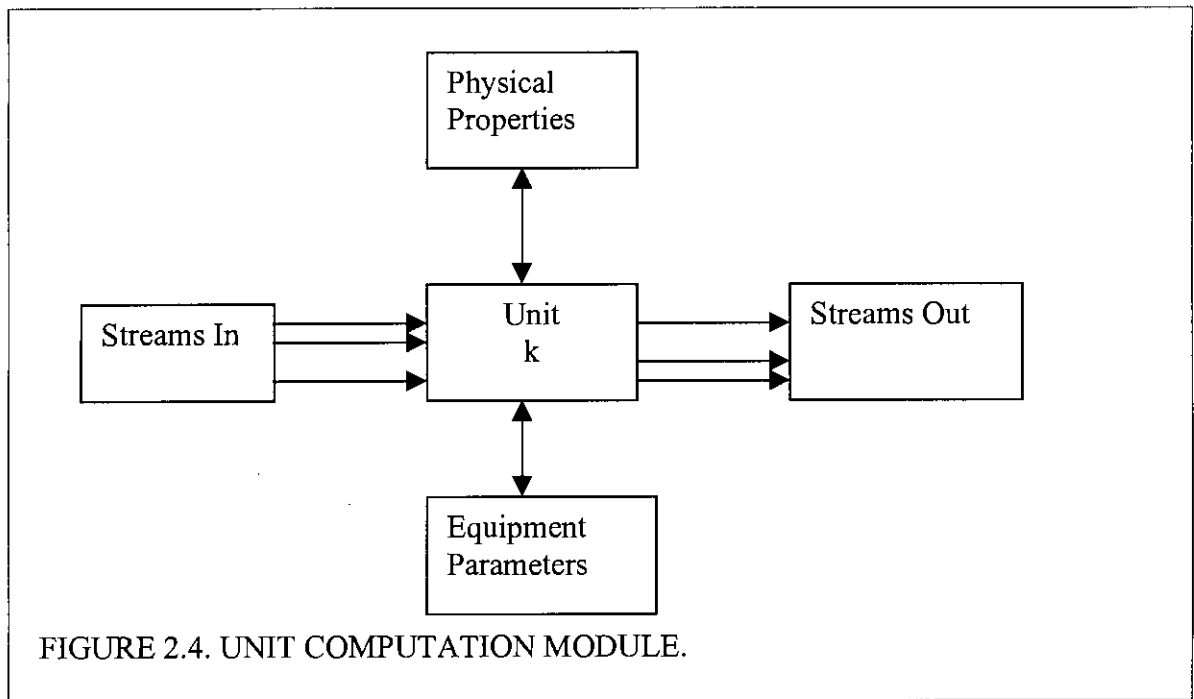 Physical
Properties
Streams In
Unit
k
Streams Out
Equipment
Parameters
FIGURE 2.4. UNIT COMPUTATION MODULE.